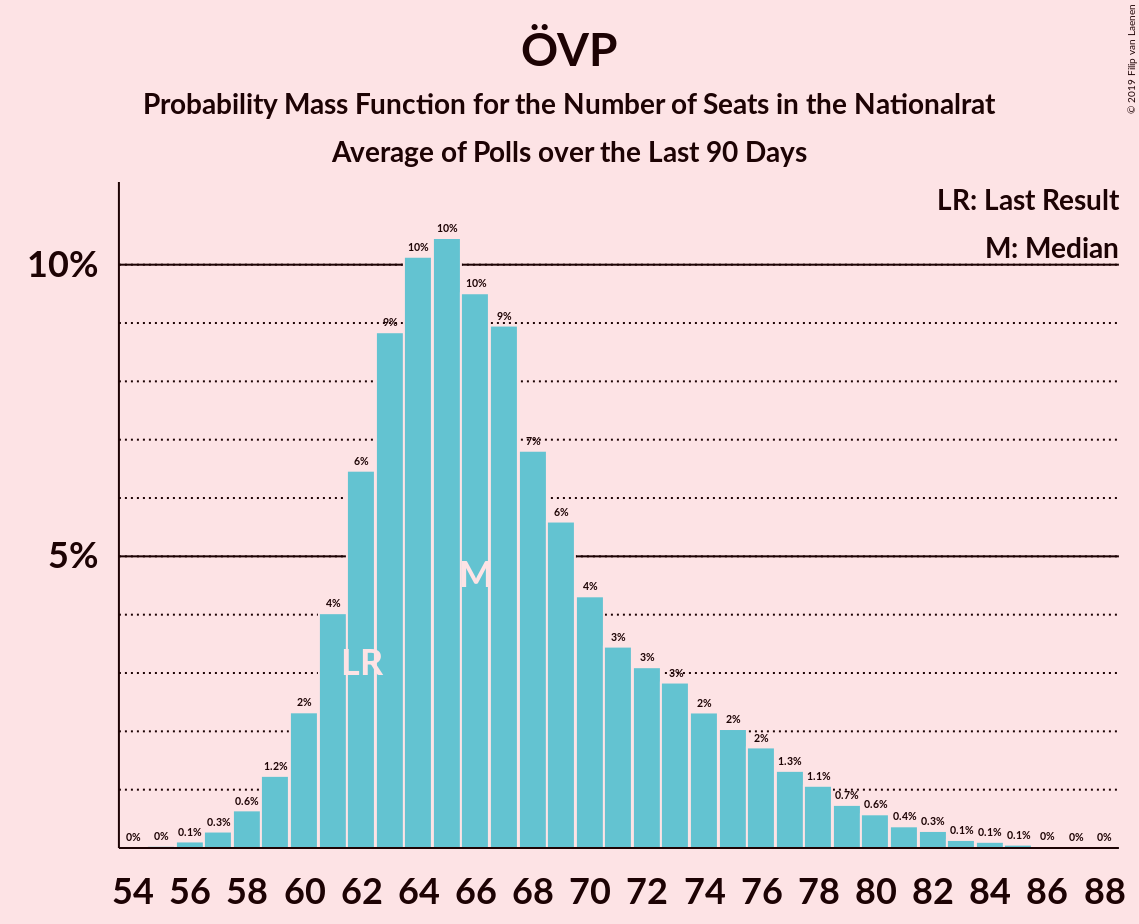 ÖVP
Probability Mass Function for the Number of Seats in the Nationalrat
Average of Polls over the Last 90 Days
© 2019 Filip van Laenen
LR: Last Result
M: Median
10%
5%
0% 0% 0.1% 0.3% 0.6% 1.2% 2% 4% 6% 9% 10% 10% 10% 9% 7% 6% 4% 3% 3% 3% 2% 2% 2% 1.3% 1.1% 0.7% 0.6% 0.4% 0.3% 0.1% 0.1% 0.1% 0% 0% 0%
LR
M
54 56 58 60 62 64 66 68 70 72 74 76 78 80 82 84 86 88